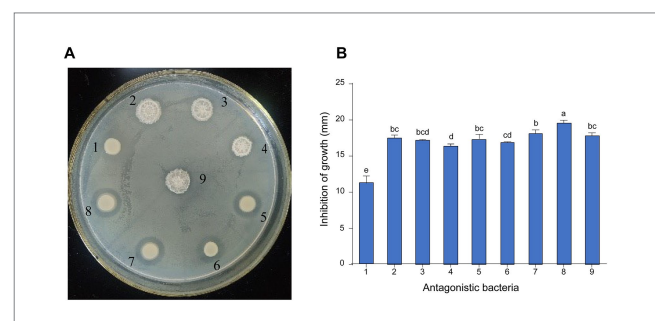 A
2
3
1
4
9
8
5
7
6
B
25
20
15
10
5
0
Inhibition of growth (mm)
e
bc
bcd
d
bc
cd
b
a
bc
1 2 3 4 5 6 7 8 9
Antagonistic bacteria